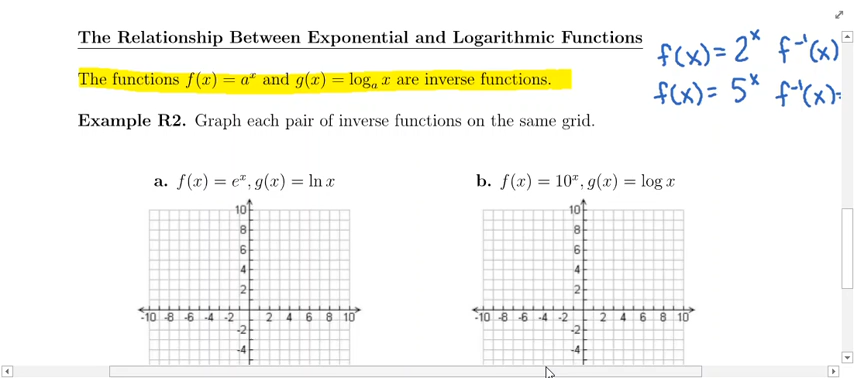 The Relationship Between Exponential and Logarithmic Functions
f(x) = 2ˣ f⁻¹(x)
The functions f(x) = aˣ and g(x) = logₐ x are inverse functions.
f(x) = 5ˣ f⁻¹(x)=
Example R2. Graph each pair of inverse functions on the same grid.
a. f(x) = eˣ, g(x) = ln x
b. f(x) = 10ˣ, g(x) = log x
10 10
8 8
6 6
4 4
2 2
-10 -8 -6 -4 -2 2 4 6 8 10 -10 -8 -6 -4 -2 2 4 6 8 10
-2 -2
-4 -4